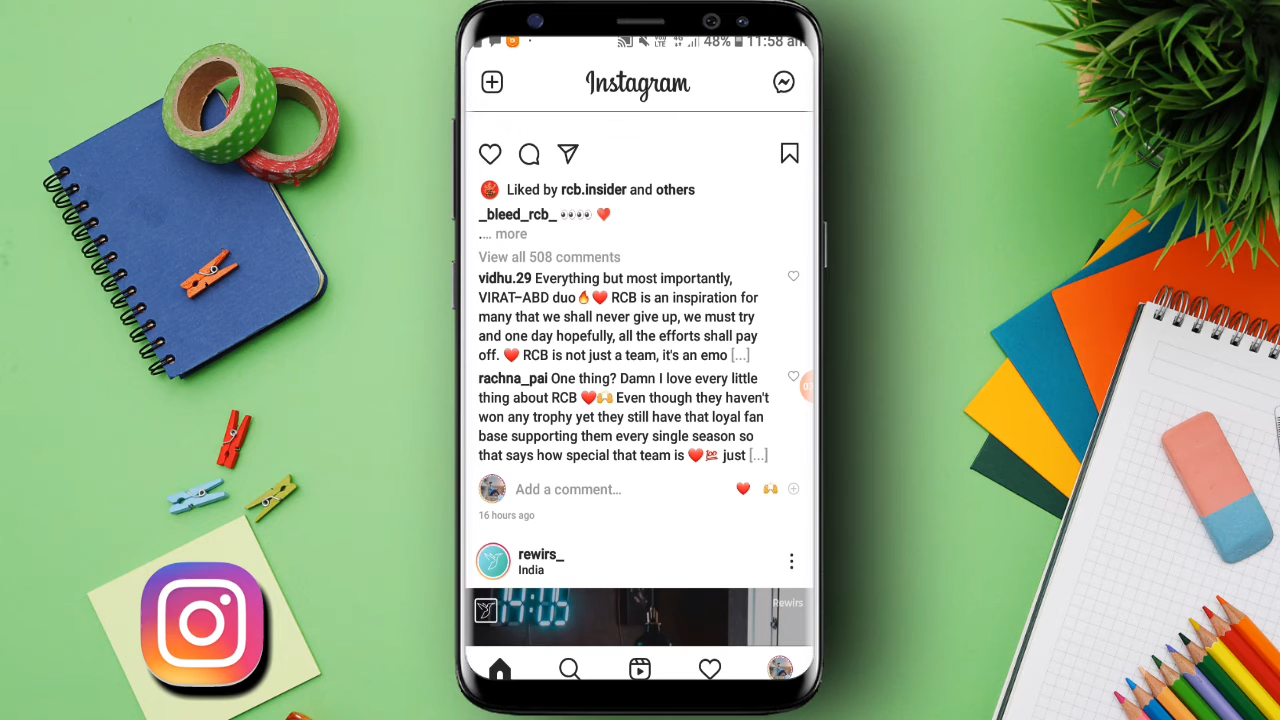 48% 11:58 am
Instagram
Liked by rcb.insider and others
_bleed_rcb_ 👀👀 ❤️
.... more
View all 508 comments
vidhu.29 Everything but most importantly,
VIRAT–ABD duo🔥❤️ RCB is an inspiration for
many that we shall never give up, we must try
and one day hopefully, all the efforts shall pay
off. ❤️ RCB is not just a team, it's an emo [...]
rachna_pai One thing? Damn I love every little
thing about RCB ❤️🙌 Even though they haven't
won any trophy yet they still have that loyal fan
base supporting them every single season so
that says how special that team is ❤️💯 just [...]
Add a comment... ❤️ 🙌
16 hours ago
rewirs_
India
19:05
Rewirs